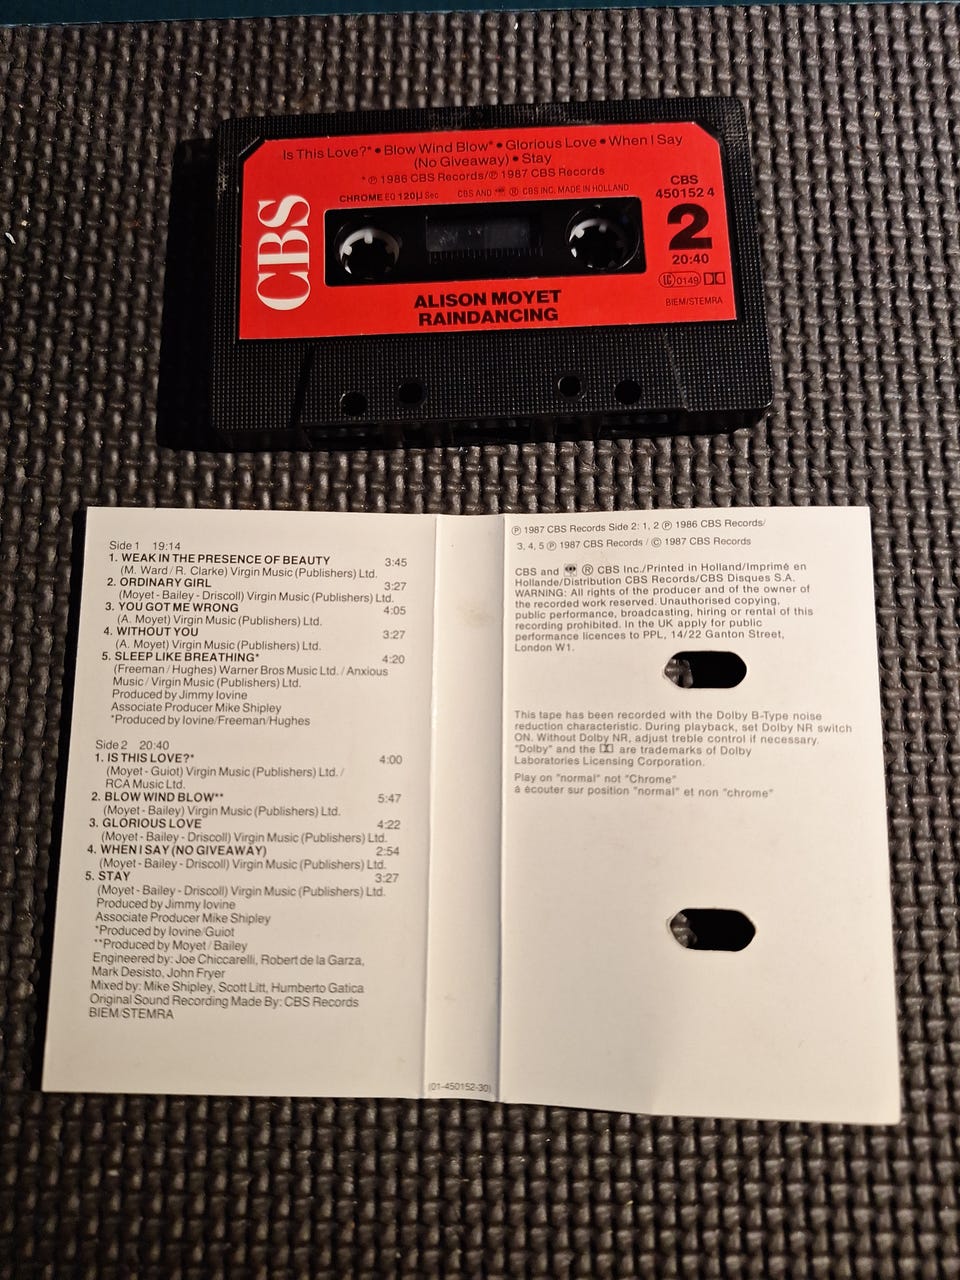 Is This Love?* • Blow Wind Blow* • Glorious Love • When I Say
(No Giveaway) • Stay
* ℗ 1986 CBS Records/℗ 1987 CBS Records
CHROME EQ 120µ Sec CBS AND ® CBS INC. MADE IN HOLLAND
CBS
450152 4
2
20:40
LC 0149
BIEM/STEMRA
CBS
ALISON MOYET
RAINDANCING
Side 1 19:14
1. WEAK IN THE PRESENCE OF BEAUTY 3:45
(M. Ward / R. Clarke) Virgin Music (Publishers) Ltd.
2. ORDINARY GIRL 3:27
(Moyet - Bailey - Driscoll) Virgin Music (Publishers) Ltd.
3. YOU GOT ME WRONG 4:05
(A. Moyet) Virgin Music (Publishers) Ltd.
4. WITHOUT YOU 3:27
(A. Moyet) Virgin Music (Publishers) Ltd.
5. SLEEP LIKE BREATHING* 4:20
(Freeman / Hughes) Warner Bros Music Ltd. / Anxious
Music / Virgin Music (Publishers) Ltd.
Produced by Jimmy Iovine
Associate Producer Mike Shipley
*Produced by Iovine/Freeman/Hughes
Side 2 20:40
1. IS THIS LOVE?* 4:00
(Moyet - Guiot) Virgin Music (Publishers) Ltd. /
RCA Music Ltd.
2. BLOW WIND BLOW** 5:47
(Moyet - Bailey) Virgin Music (Publishers) Ltd.
3. GLORIOUS LOVE 4:22
(Moyet - Bailey - Driscoll) Virgin Music (Publishers) Ltd.
4. WHEN I SAY (NO GIVEAWAY) 2:54
(Moyet - Bailey - Driscoll) Virgin Music (Publishers) Ltd.
5. STAY 3:27
(Moyet - Bailey - Driscoll) Virgin Music (Publishers) Ltd.
Produced by Jimmy Iovine
Associate Producer Mike Shipley
*Produced by Iovine/Guiot
**Produced by Moyet / Bailey
Engineered by: Joe Chiccarelli, Robert de la Garza,
Mark Desisto, John Fryer
Mixed by: Mike Shipley, Scott Litt, Humberto Gatica
Original Sound Recording Made By: CBS Records
BIEM/STEMRA
(01-450152-30)
℗ 1987 CBS Records Side 2: 1, 2 ℗ 1986 CBS Records/
3, 4, 5 ℗ 1987 CBS Records / © 1987 CBS Records
CBS and ® CBS Inc./Printed in Holland/Imprimé en
Hollande/Distribution CBS Records/CBS Disques S.A.
WARNING: All rights of the producer and of the owner of
the recorded work reserved. Unauthorised copying,
public performance, broadcasting, hiring or rental of this
recording prohibited. In the UK apply for public
performance licences to PPL, 14/22 Ganton Street,
London W1.
This tape has been recorded with the Dolby B-Type noise
reduction characteristic. During playback, set Dolby NR switch
ON. Without Dolby NR, adjust treble control if necessary.
"Dolby" and the are trademarks of Dolby
Laboratories Licensing Corporation.
Play on "normal" not "Chrome"
à écouter sur position "normal" et non "chrome"